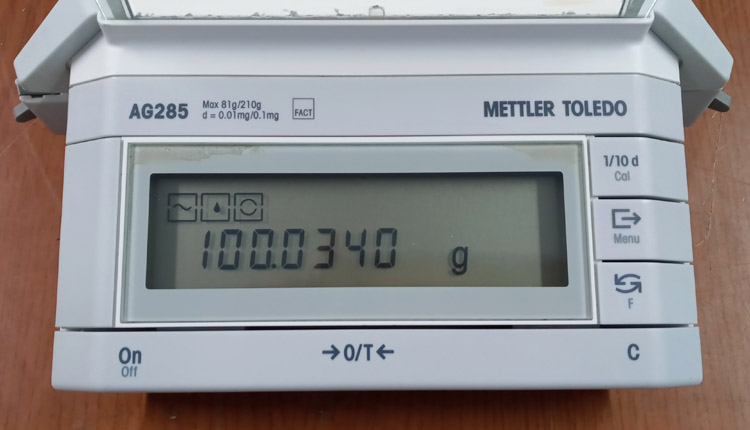 AG285
Max 81g/210g
d = 0.01mg/0.1mg
FACT
METTLER TOLEDO
1/10 d
Cal
100.0340 g
Menu
F
On
Off
→0/T←
C